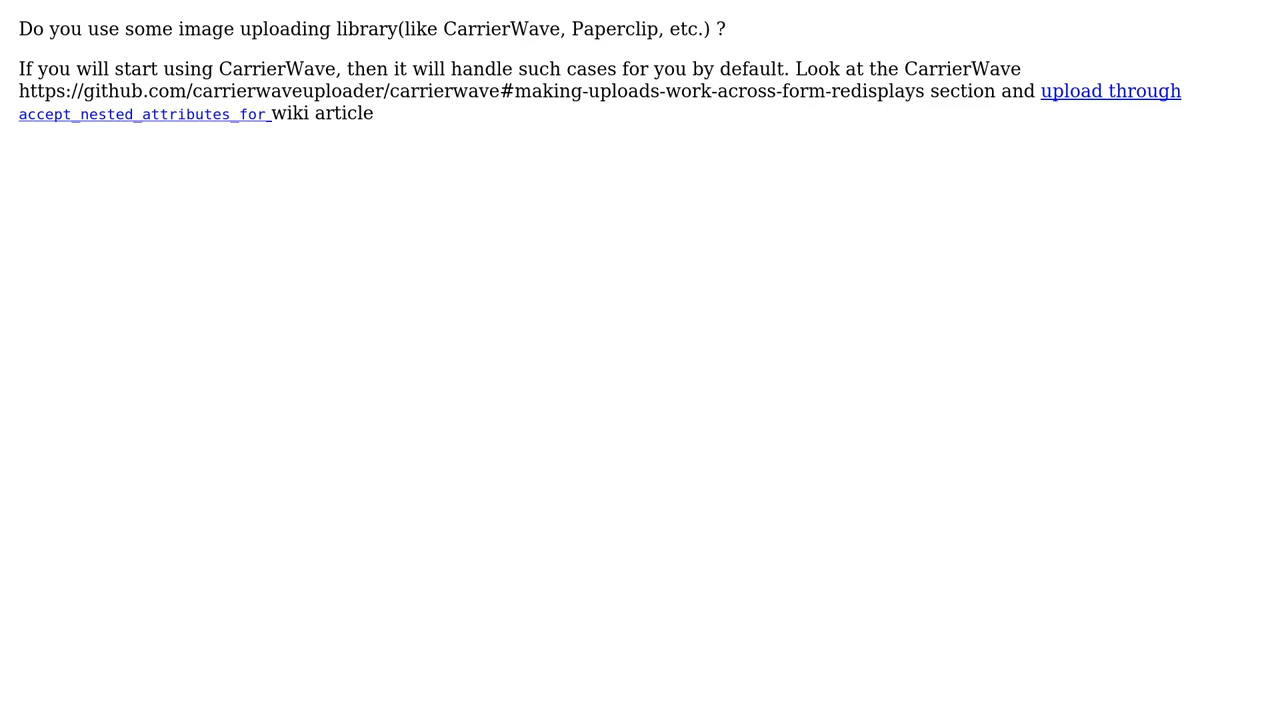 Do you use some image uploading library(like CarrierWave, Paperclip, etc.) ?
If you will start using CarrierWave, then it will handle such cases for you by default. Look at the CarrierWave
https://github.com/carrierwaveuploader/carrierwave#making-uploads-work-across-form-redisplays section and upload through
accept_nested_attributes_for wiki article